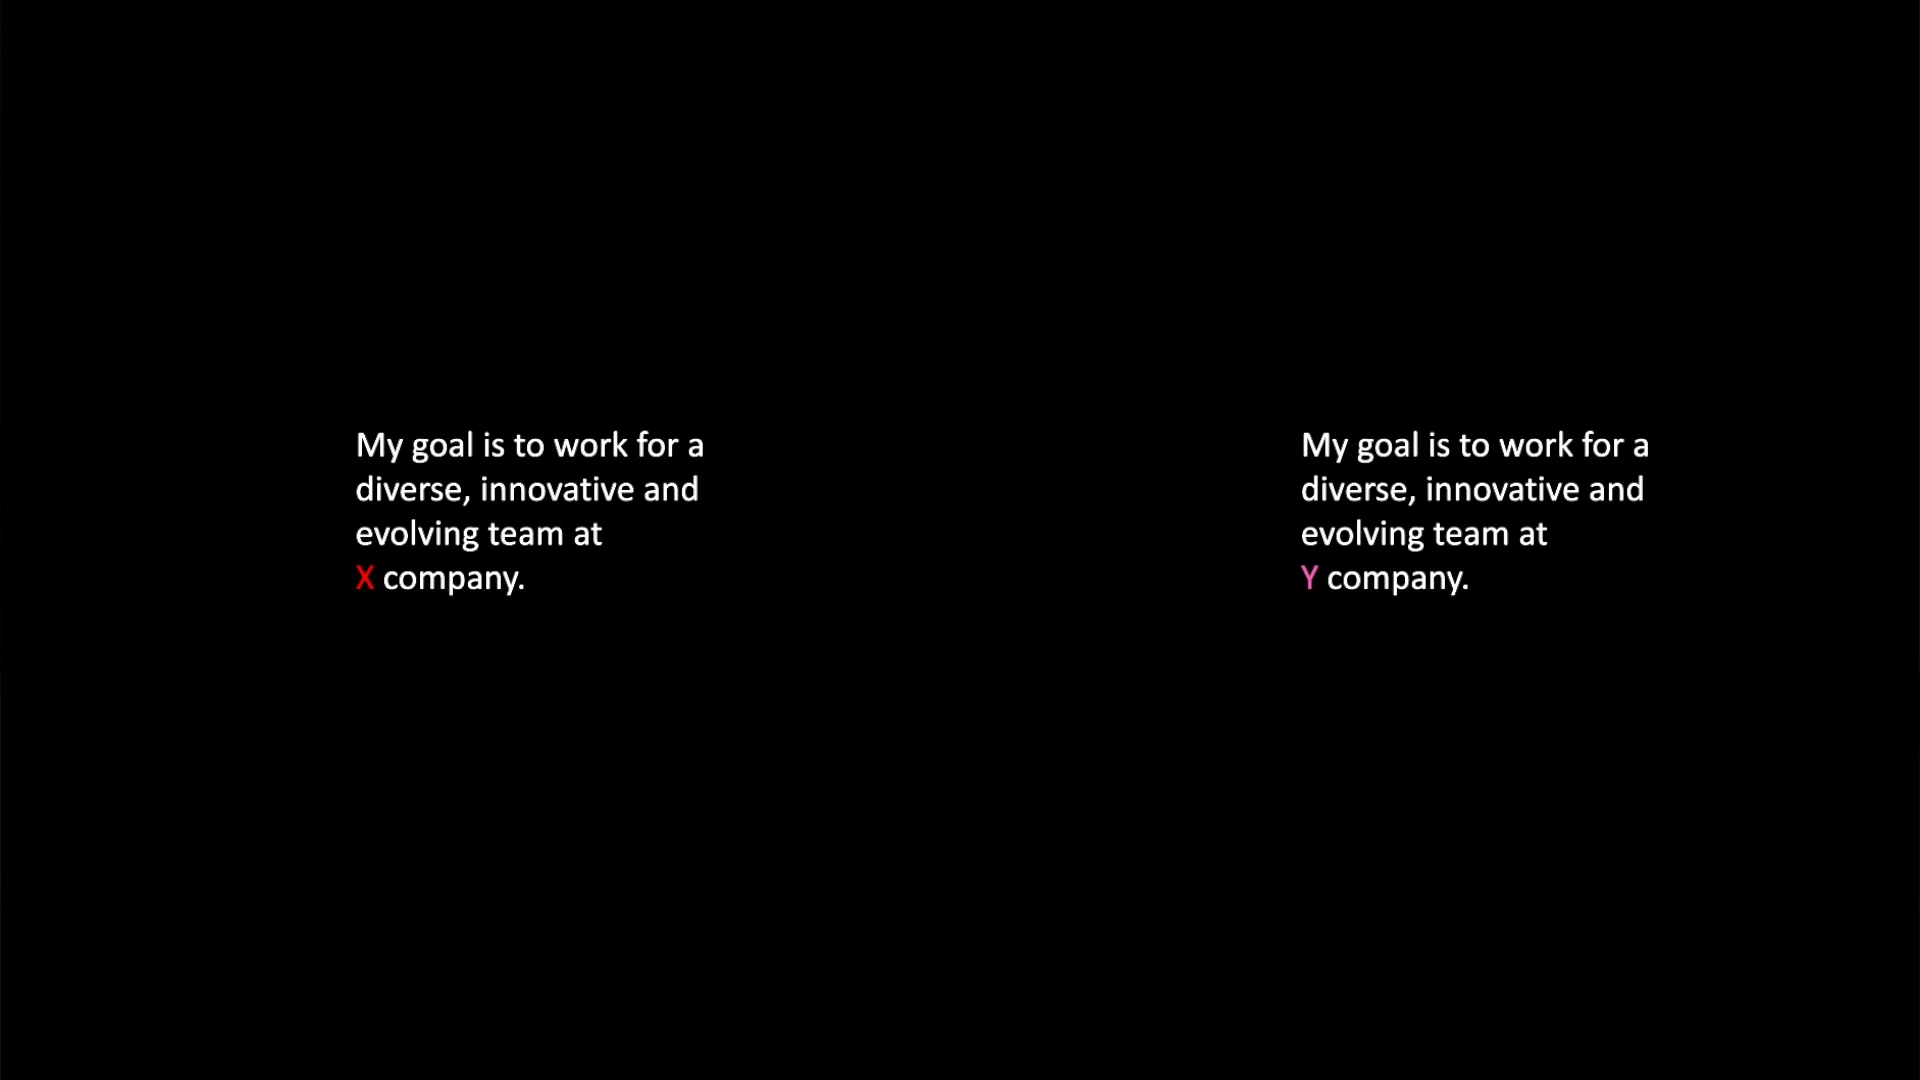 My goal is to work for a
diverse, innovative and
evolving team at
X company.
My goal is to work for a
diverse, innovative and
evolving team at
Y company.